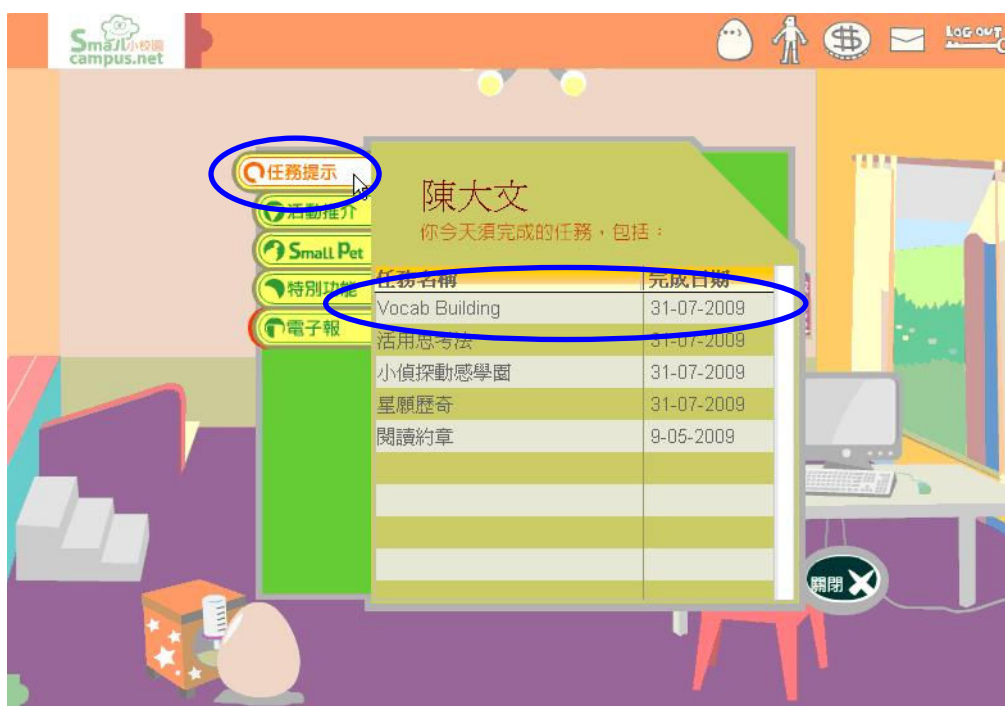 Small小校園
campus.net
LOG OUT
任務提示
活動推介
Small Pet
特別功能
電子報
陳大文
你今天須完成的任務，包括：
任務名稱 完成日期
Vocab Building 31-07-2009
活用思考法 31-07-2009
小偵探動感學園 31-07-2009
星願歷奇 31-07-2009
閱讀約章 9-05-2009
關閉